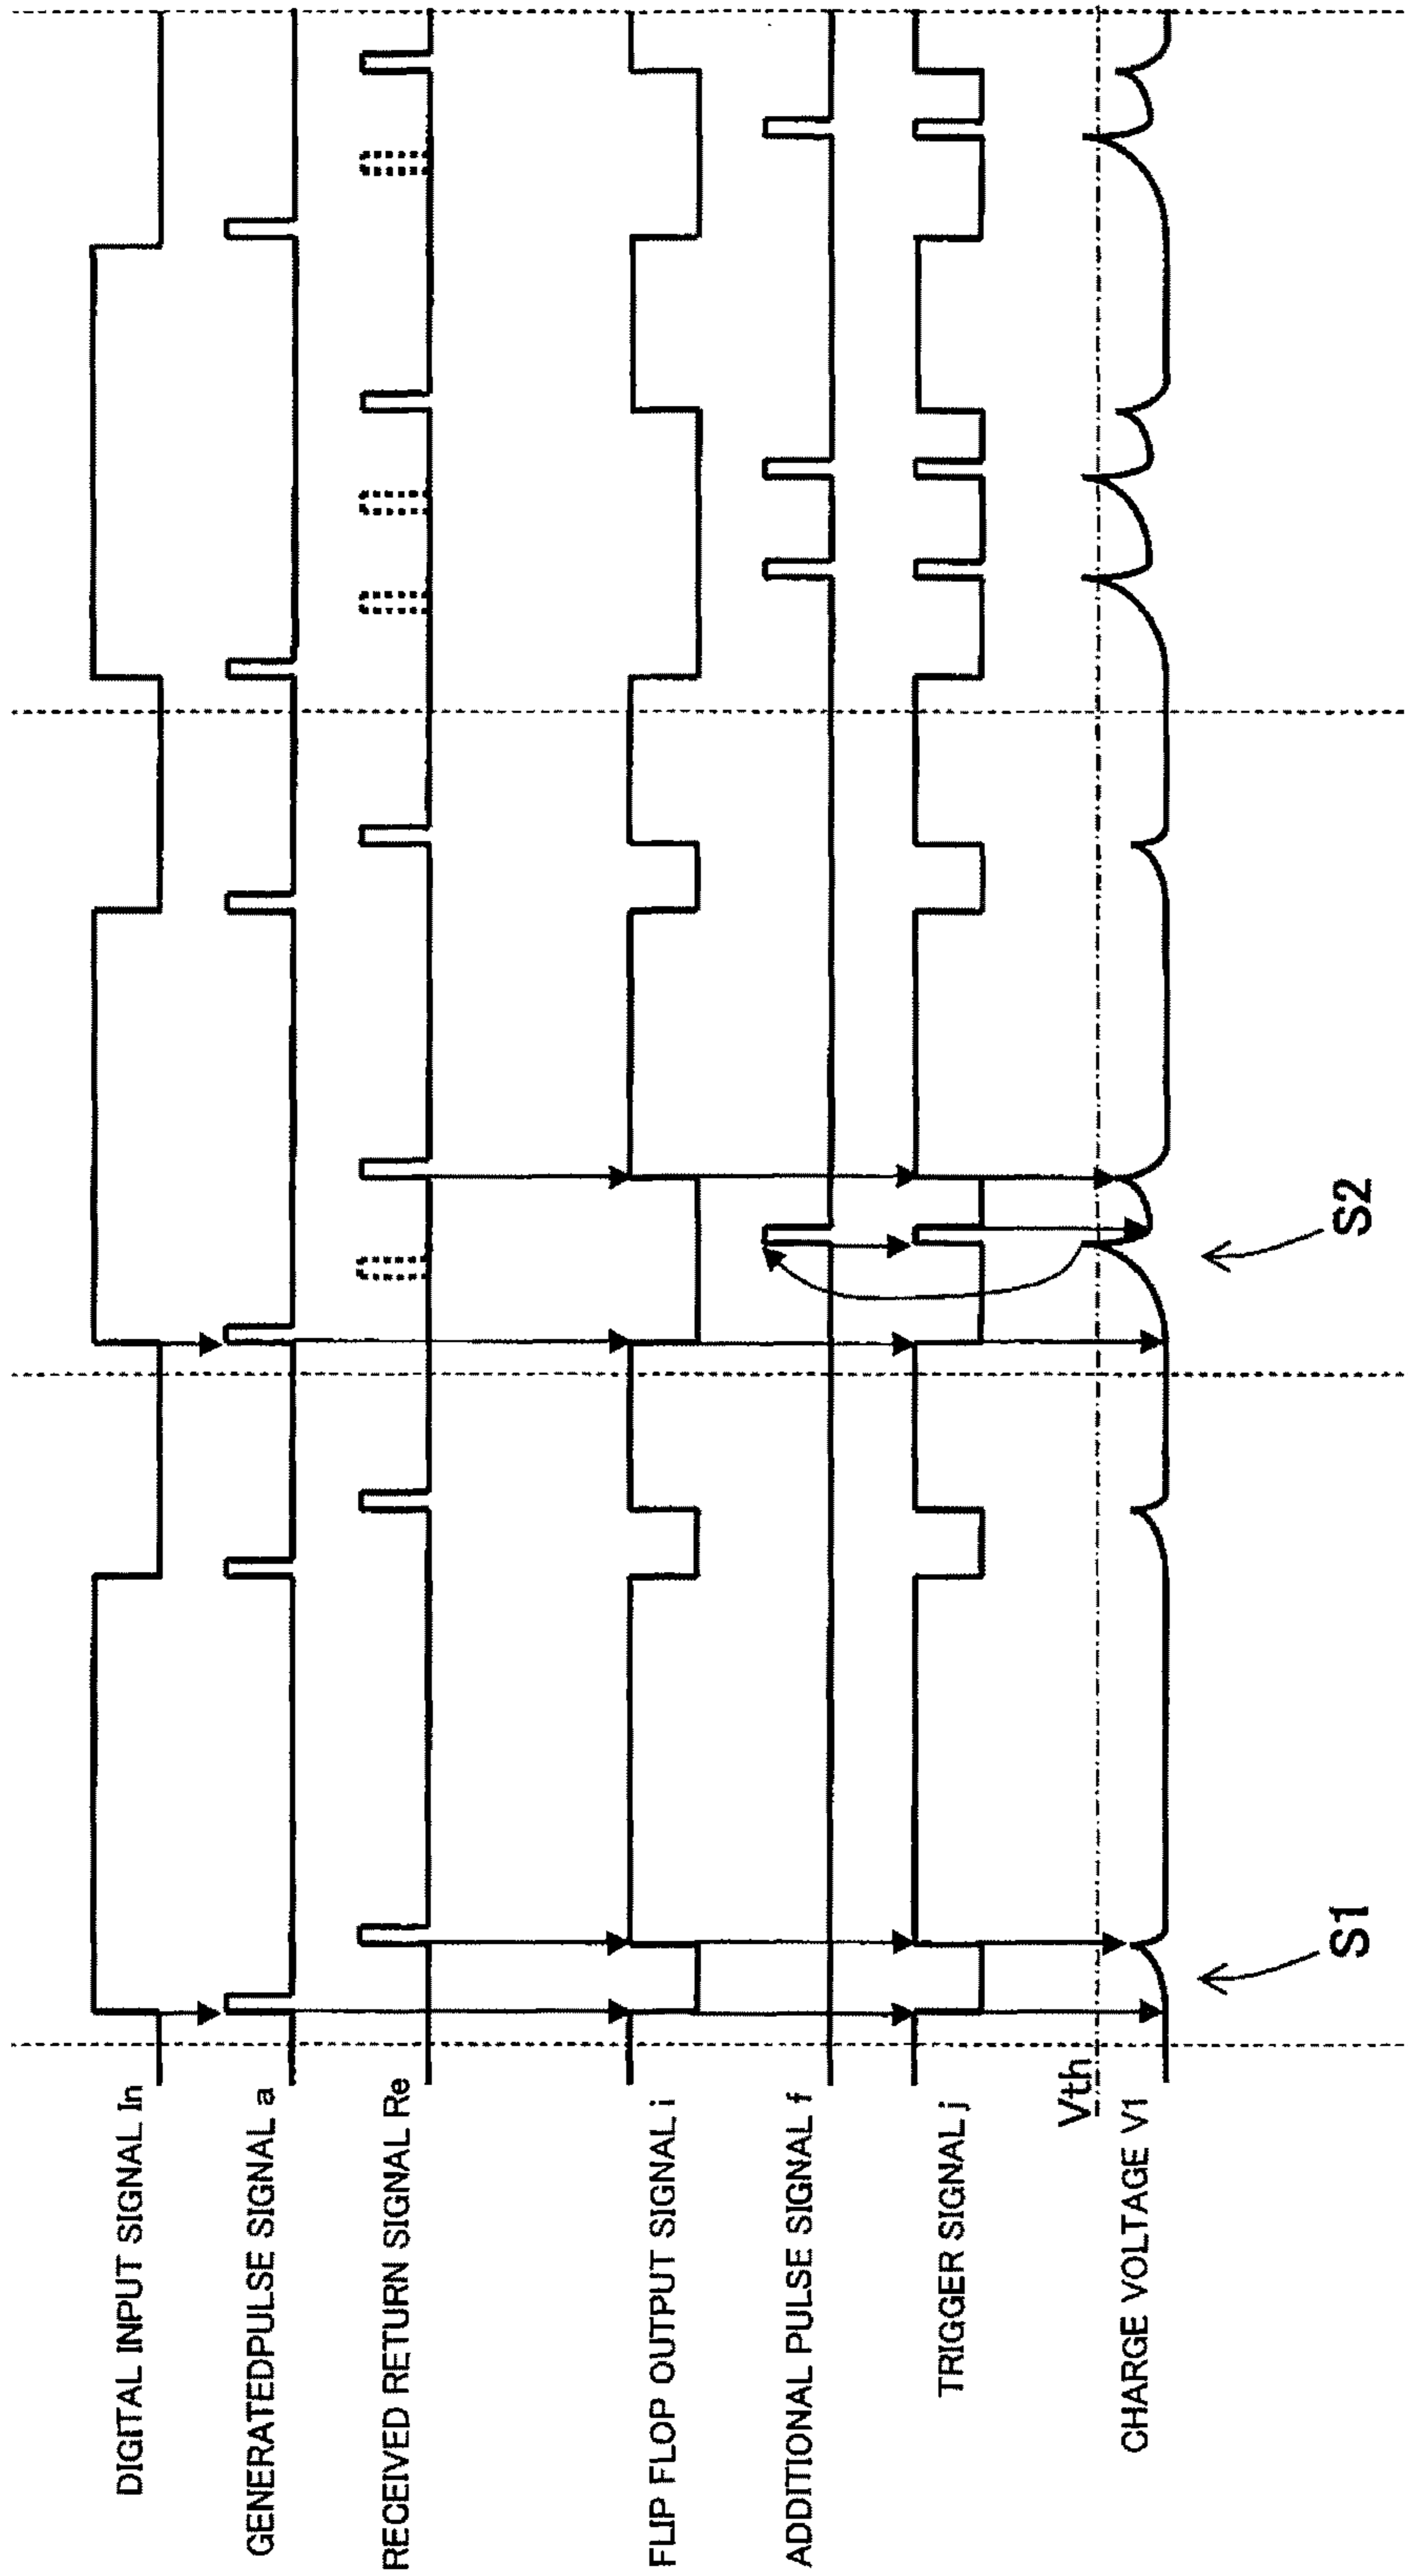 DIGITAL INPUT SIGNAL In
GENERATEDPULSE SIGNAL a
RECEIVED RETURN SIGNAL Re
FLIP FLOP OUTPUT SIGNAL i
ADDITIONAL PULSE SIGNAL f
TRIGGER SIGNAL j
Vth
CHARGE VOLTAGE V1
S1
S2